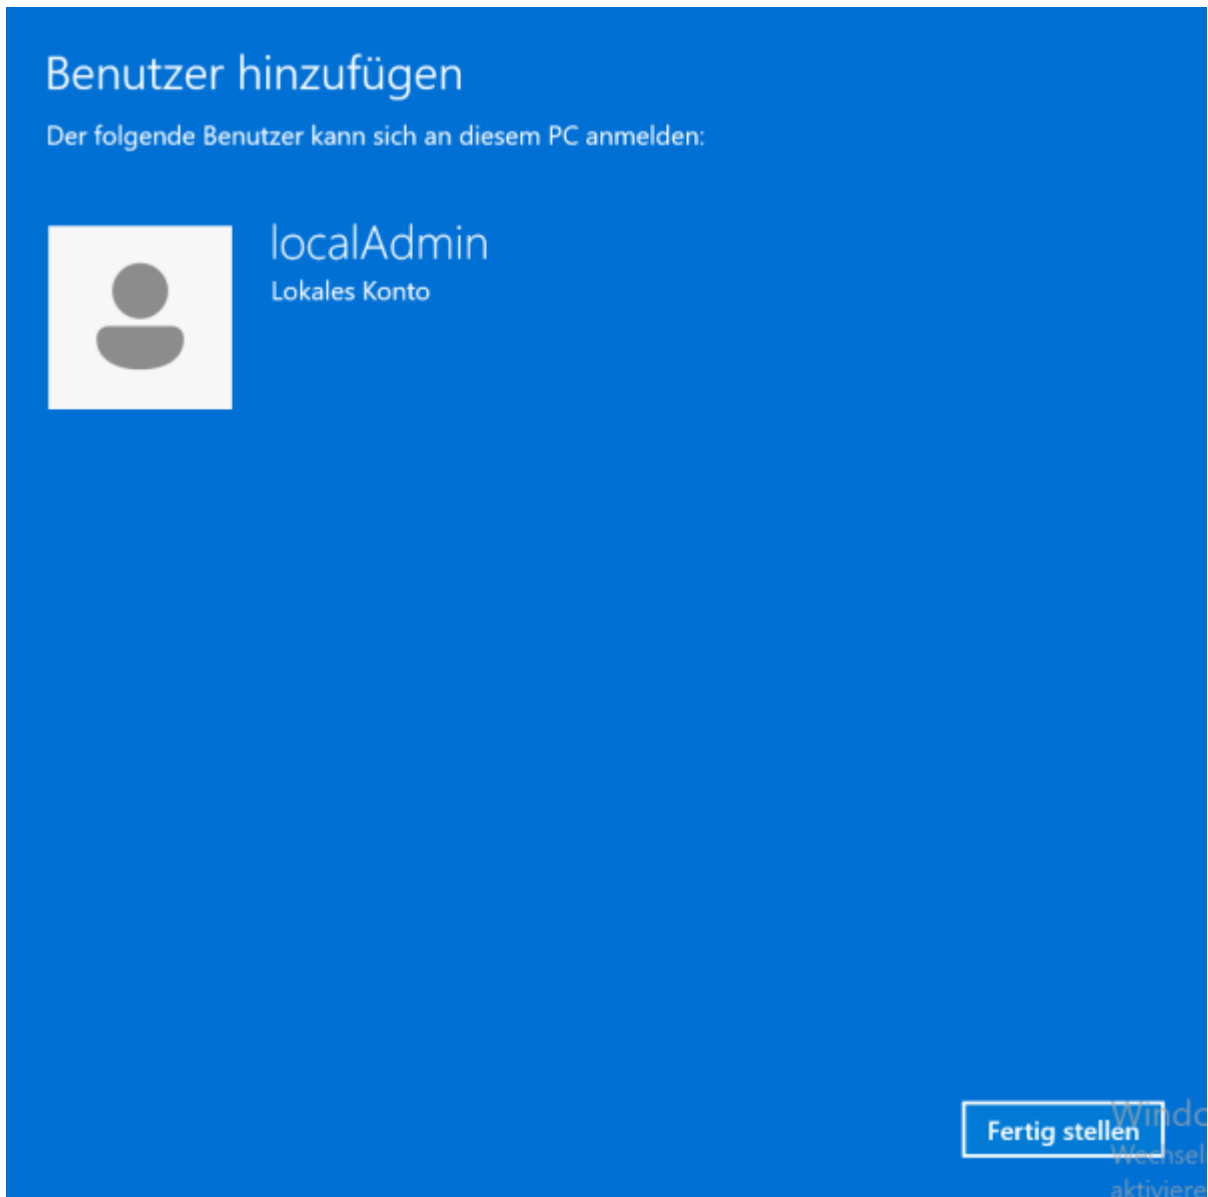 Benutzer hinzufügen
Der folgende Benutzer kann sich an diesem PC anmelden:
localAdmin
Lokales Konto
Fertig stellen